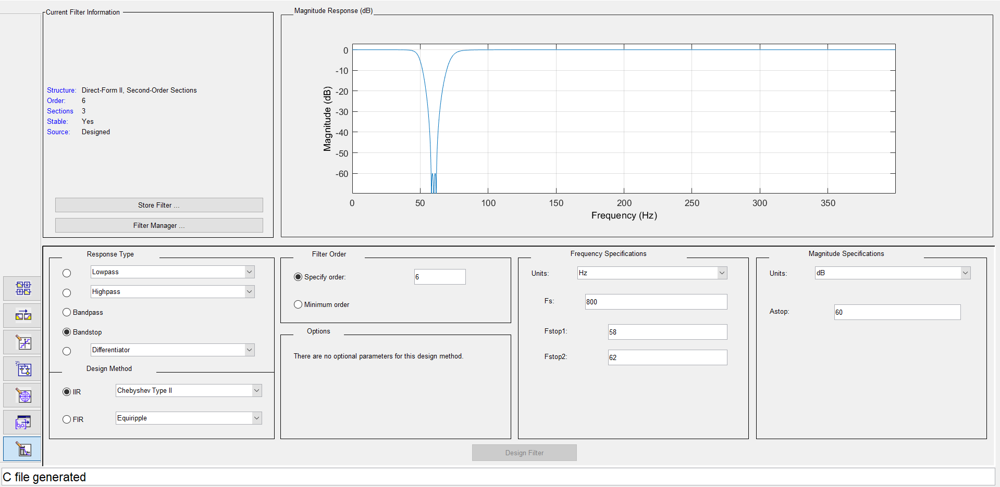 Current Filter Information
Structure: Direct-Form II, Second-Order Sections
Order: 6
Sections 3
Stable: Yes
Source: Designed
Store Filter ...
Filter Manager ...
Magnitude Response (dB)
0
-10
-20
-30
-40
-50
-60
Magnitude (dB)
0 50 100 150 200 250 300 350
Frequency (Hz)
Response Type
Lowpass
Highpass
Bandpass
Bandstop
Differentiator
Design Method
IIR Chebyshev Type II
FIR Equiripple
Filter Order
Specify order: 6
Minimum order
Options
There are no optional parameters for this design method.
Frequency Specifications
Units: Hz
Fs: 800
Fstop1: 58
Fstop2: 62
Magnitude Specifications
Units: dB
Astop: 60
Design Filter
C file generated